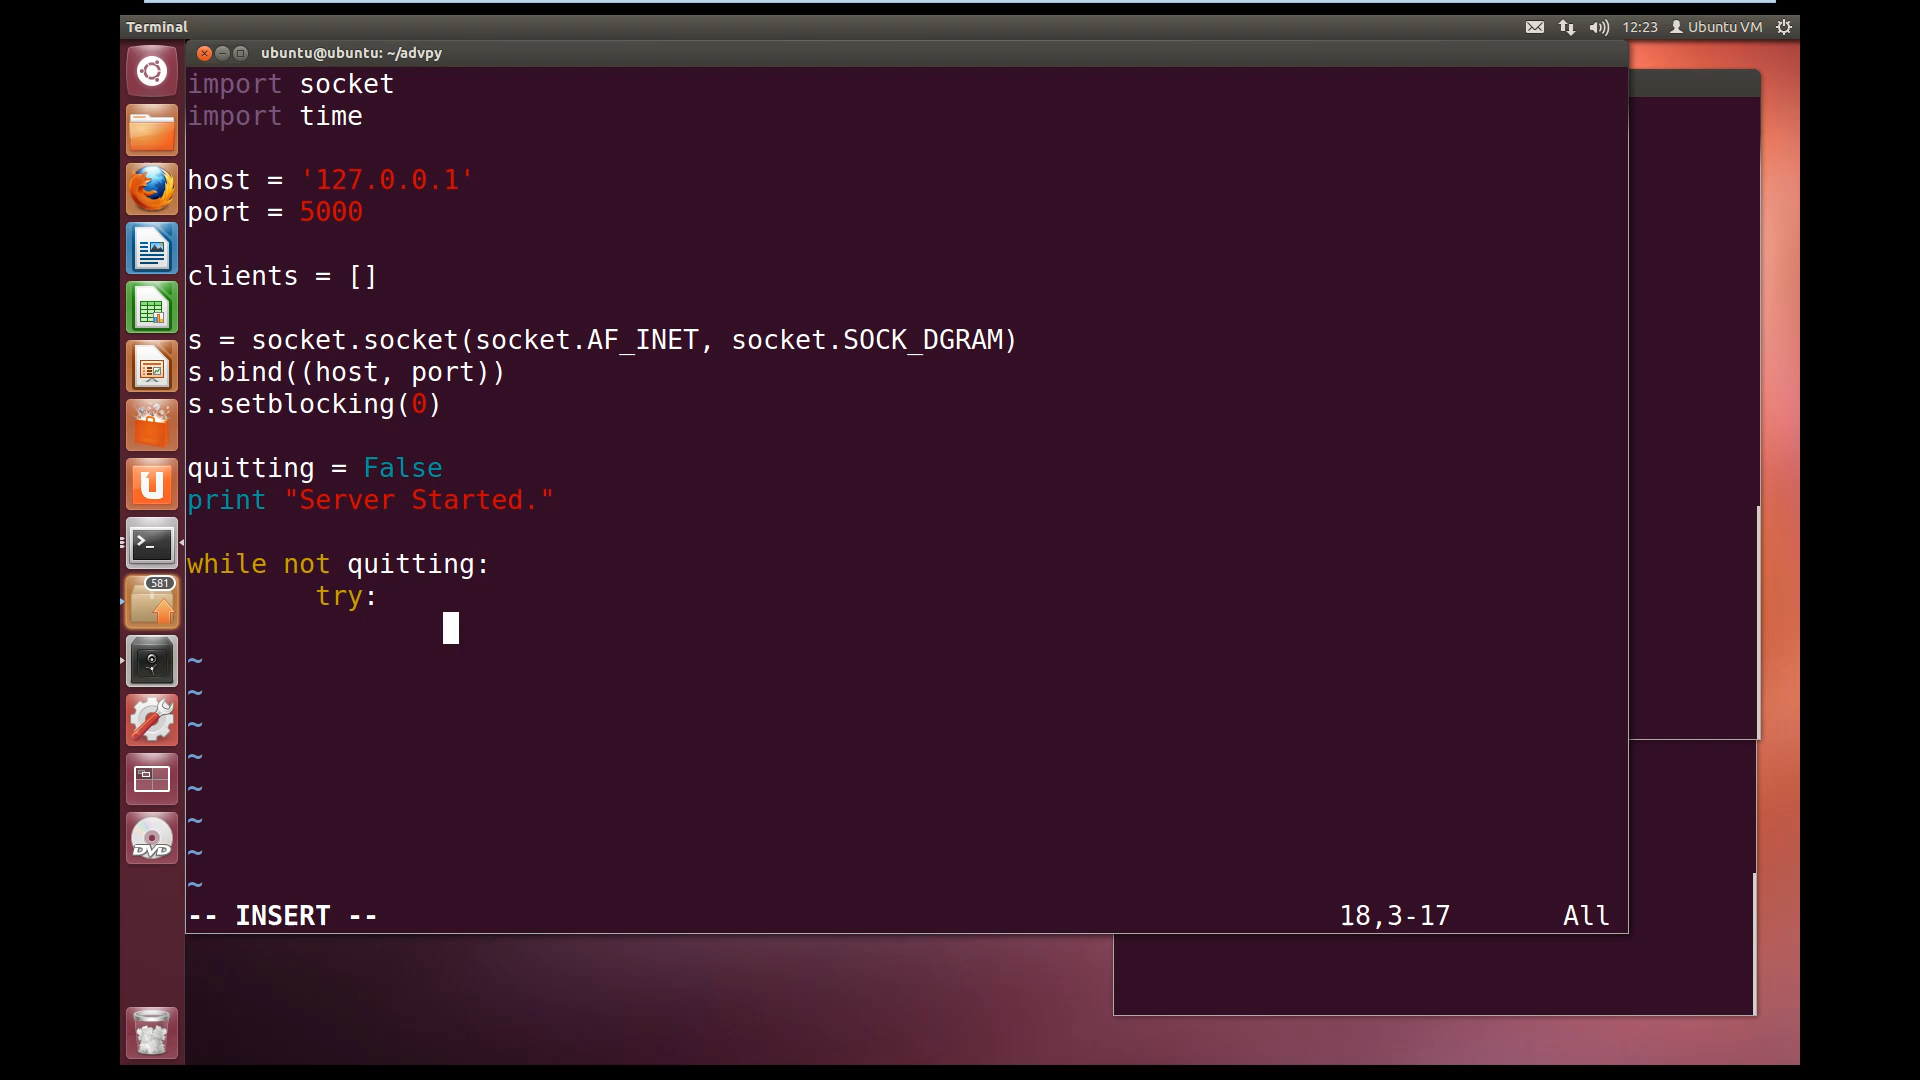 Terminal
12:23 Ubuntu VM
ubuntu@ubuntu: ~/advpy
import socket
import time
host = '127.0.0.1'
port = 5000
clients = []
s = socket.socket(socket.AF_INET, socket.SOCK_DGRAM)
s.bind((host, port))
s.setblocking(0)
quitting = False
print "Server Started."
while not quitting:
try:
~
~
~
~
~
~
~
~
-- INSERT -- 18,3-17 All
581
DVD